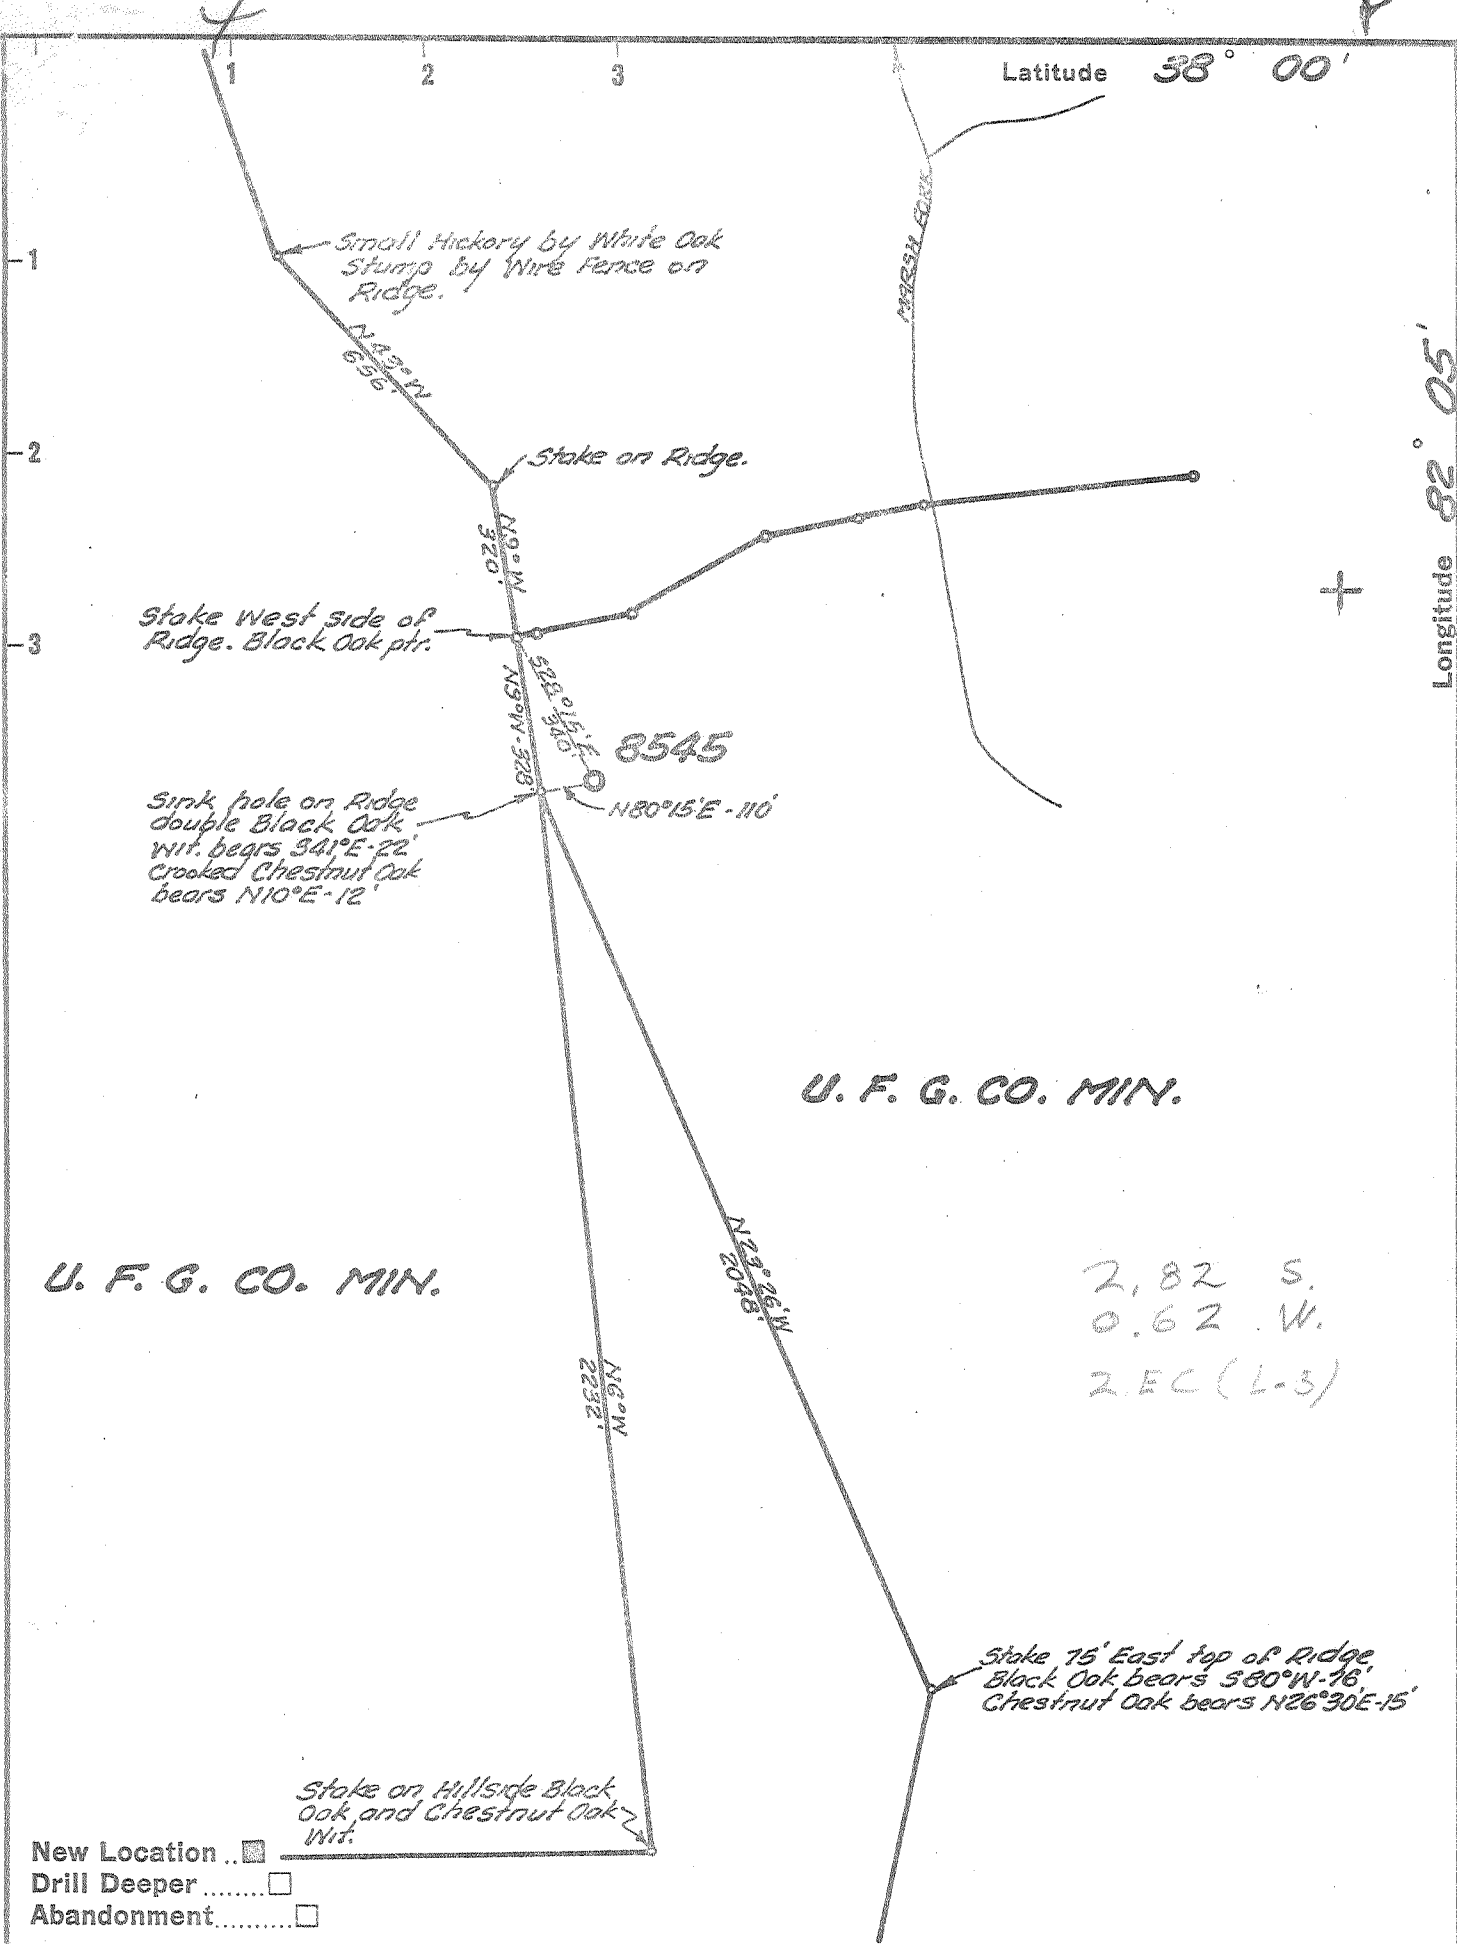 1
2
3
Latitude 38° 00'
Small Hickory by White Oak
Stump by Wire Fence on
Ridge.
MARSH FORK
1
N43°W
656'
Longitude 82° 05'
2
Stake on Ridge.
N9°W
320'
Stake West Side of
Ridge. Black Oak ptr.
3
S28°15'E
340'
N9°W-328'
8545
N80°15'E-110'
Sink hole on Ridge
double Black Oak
Wit. bears S41°E-22'
Crooked Chestnut Oak
bears N10°E-12'
U. F. G. CO. MIN.
N23°26'W
2048'
U. F. G. CO. MIN.
2,82 S.
0.62 W.
2 EC (L-3)
N6°W
2232'
Stake 75' East top of Ridge
Black Oak bears S80°W-76'
Chestnut Oak bears N26°30'E-15'
Stake on Hillside Black
Oak and Chestnut Oak
Wit.
New Location ..
Drill Deeper ........
Abandonment..........